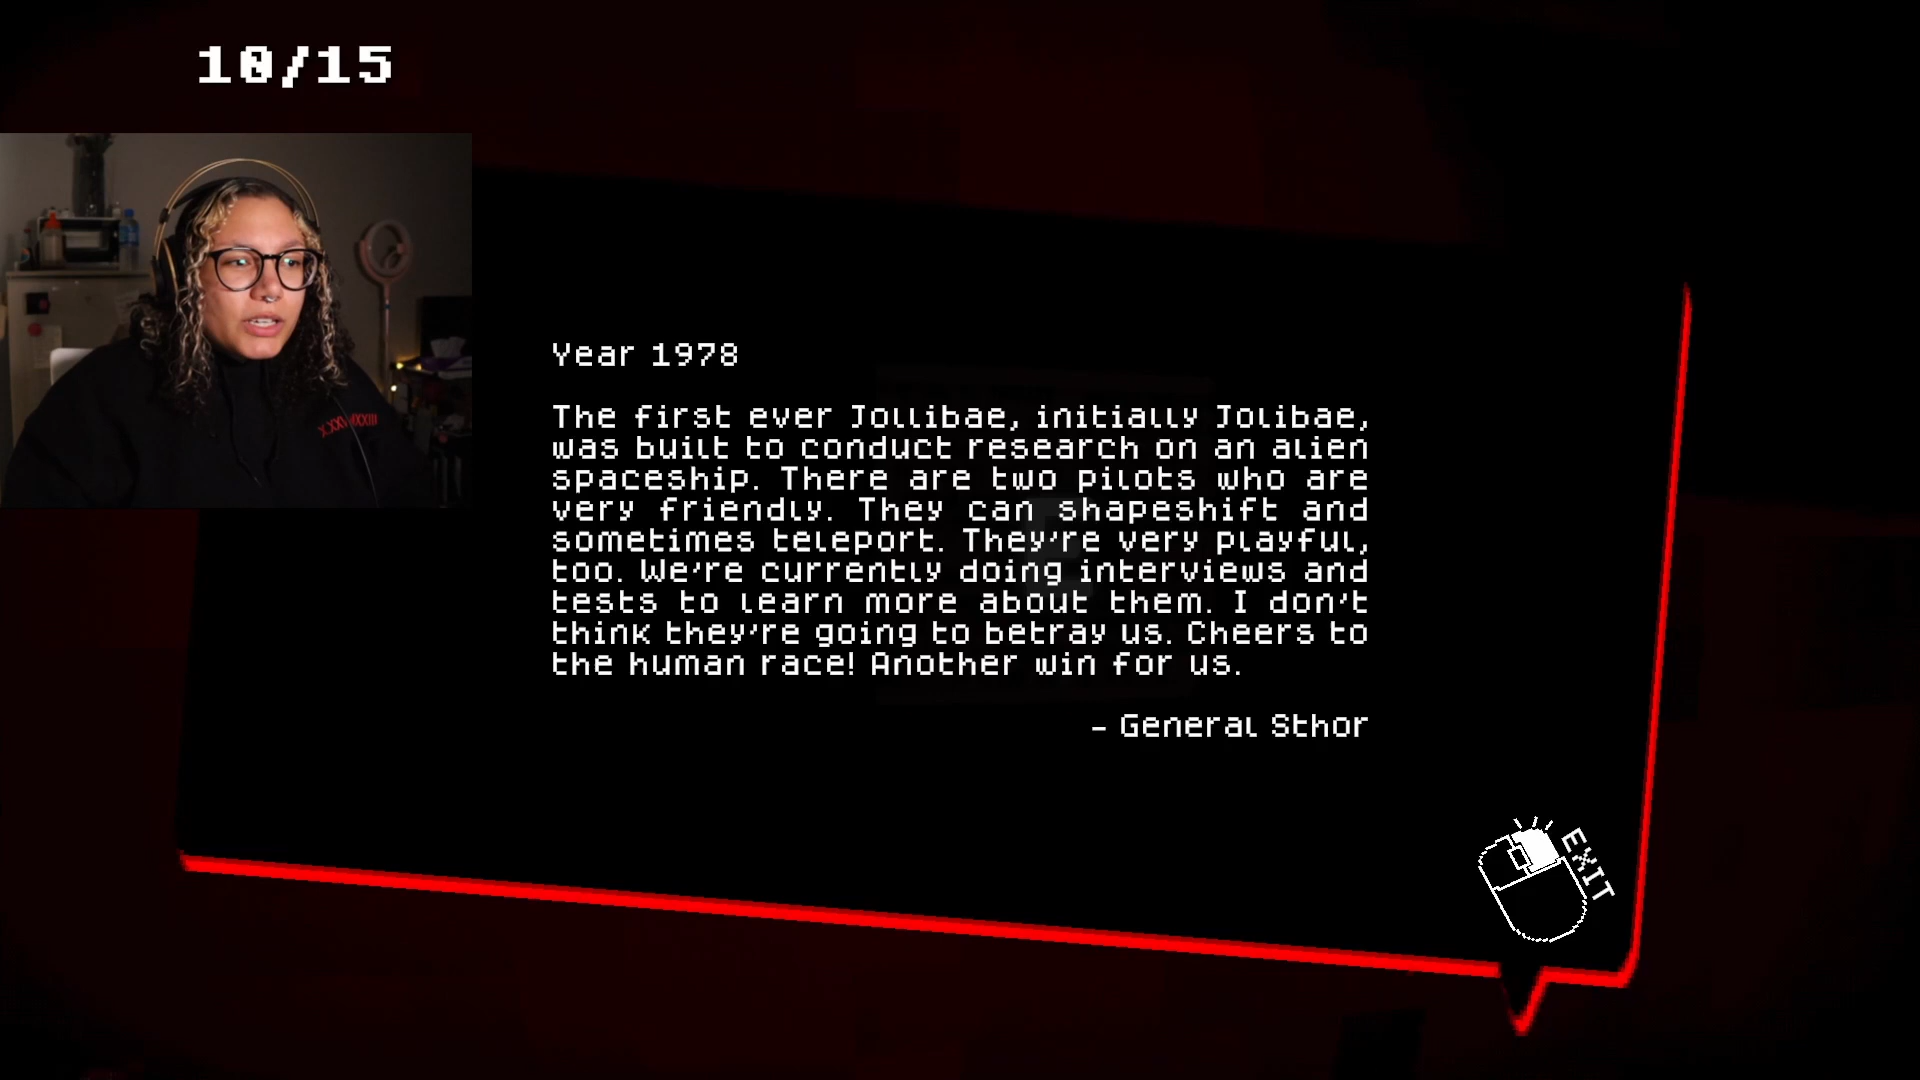 10/15
Year 1978
The first ever Jollibae, initially Jolibae,
was built to conduct research on an alien
spaceship. There are two pilots who are
very friendly. They can shapeshift and
sometimes teleport. They're very playful,
too. We're currently doing interviews and
tests to learn more about them. I don't
think they're going to betray us. Cheers to
the human race! Another win for us.
- General Sthor
EXIT